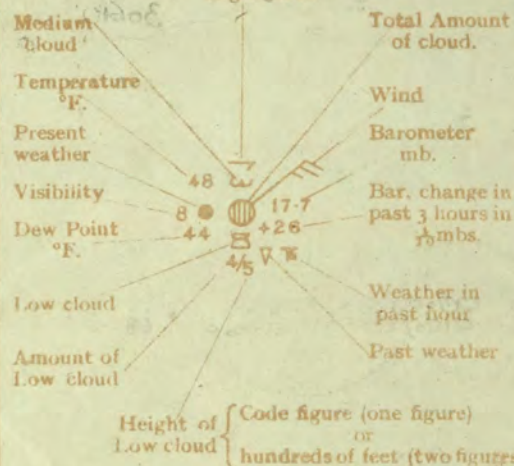 Medium
cloud
Total Amount
of cloud.
Temperature
°F.
Wind
Present
weather
Barometer
mb.
48
Visibility
8
17·7
Bar. change in
past 3 hours in
1/10 mbs.
Dew Point
°F.
44
+26
Low cloud
4/5
Weather in
past hour
Amount of
Low cloud
Past weather
Height of
Low cloud
Code figure (one figure)
or
hundreds of feet (two figures